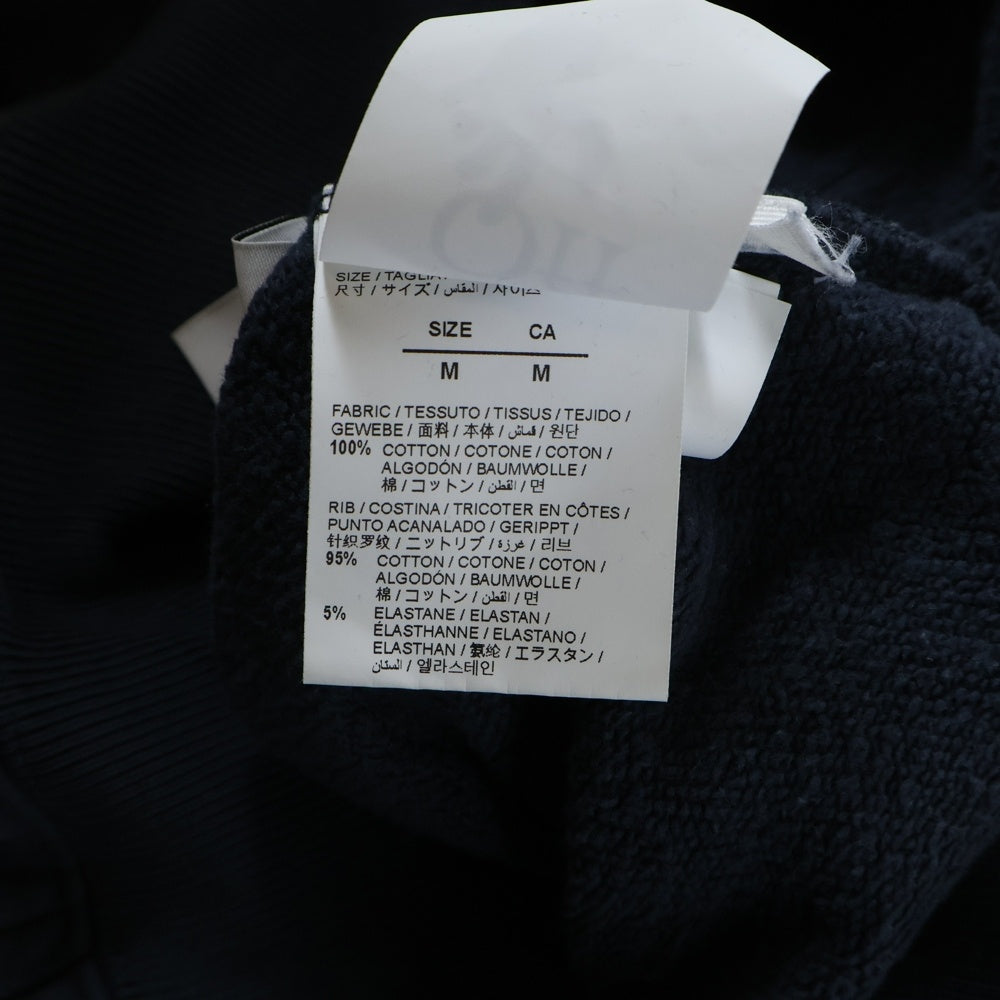 SIZE / TAGLIA
尺寸 / サイズ / المقاس / 사이즈
SIZE CA
M M
FABRIC / TESSUTO / TISSUS / TEJIDO /
GEWEBE / 面料 / 本体 / قماش / 원단
100% COTTON / COTONE / COTON /
ALGODÓN / BAUMWOLLE /
棉 / コットン / القطن / 면
RIB / COSTINA / TRICOTER EN CÔTES /
PUNTO ACANALADO / GERIPPT /
针织罗纹 / ニットリブ / غرزة / 리브
95% COTTON / COTONE / COTON /
ALGODÓN / BAUMWOLLE /
棉 / コットン / القطن / 면
5% ELASTANE / ELASTAN /
ÉLASTHANNE / ELASTANO /
ELASTHAN / 氨纶 / エラスタン /
الستان / 엘라스테인